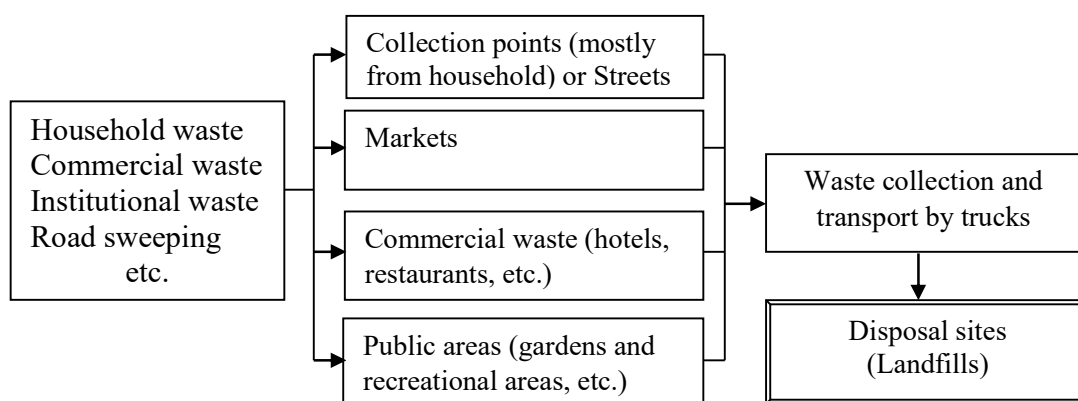 Household waste
Commercial waste
Institutional waste
Road sweeping
etc.
Collection points (mostly
from household) or Streets
Markets
Commercial waste (hotels,
restaurants, etc.)
Public areas (gardens and
recreational areas, etc.)
Waste collection and
transport by trucks
Disposal sites
(Landfills)